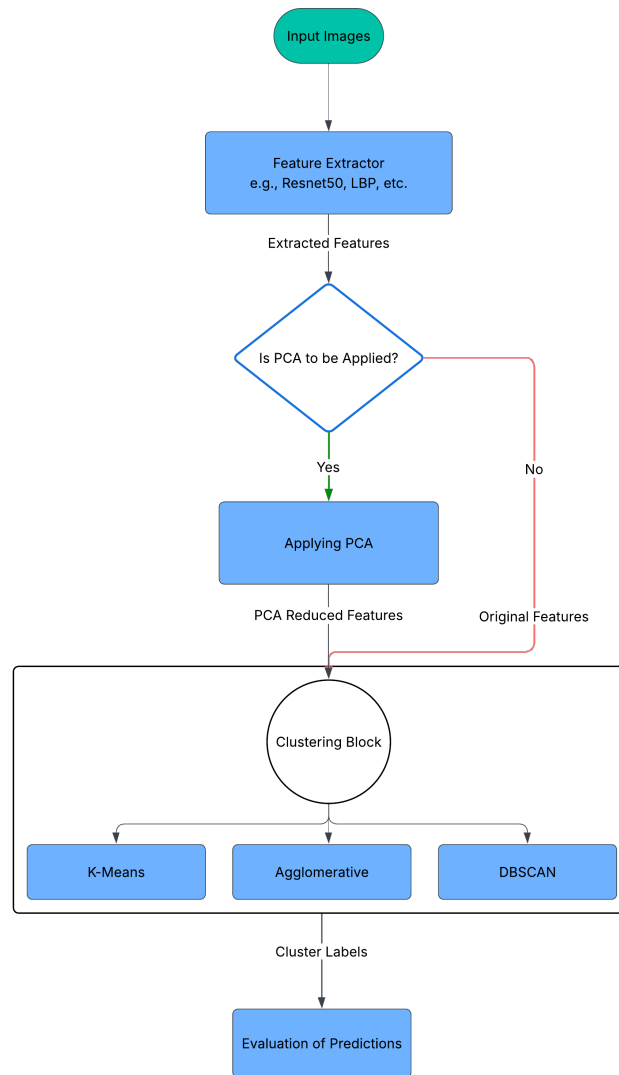 Input Images
Feature Extractor
e.g., Resnet50, LBP, etc.
Extracted Features
Is PCA to be Applied?
Yes
No
Applying PCA
PCA Reduced Features
Original Features
Clustering Block
K-Means
Agglomerative
DBSCAN
Cluster Labels
Evaluation of Predictions